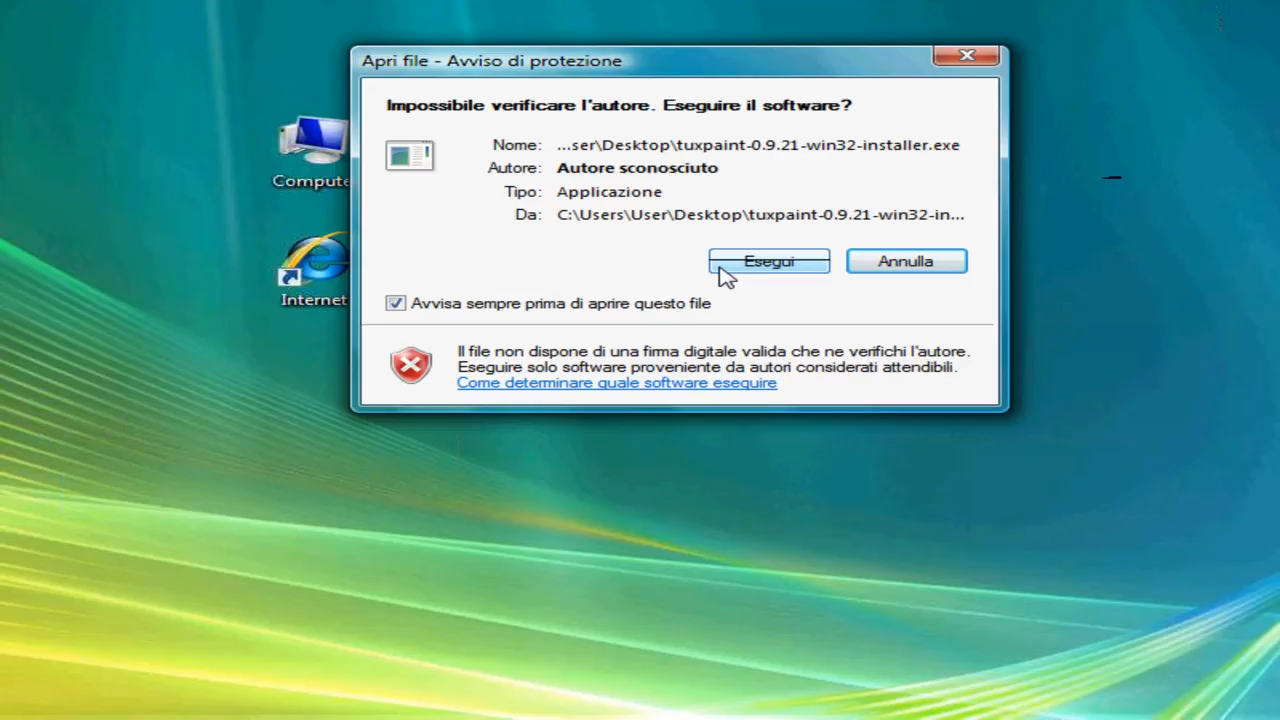 Apri file - Avviso di protezione
Impossibile verificare l'autore. Eseguire il software?
Nome: ...ser\Desktop\tuxpaint-0.9.21-win32-installer.exe
Autore: Autore sconosciuto
Tipo: Applicazione
Da: C:\Users\User\Desktop\tuxpaint-0.9.21-win32-in...
Esegui Annulla
Avvisa sempre prima di aprire questo file
Il file non dispone di una firma digitale valida che ne verifichi l'autore.
Eseguire solo software proveniente da autori considerati attendibili.
Come determinare quale software eseguire
Compute
Internet